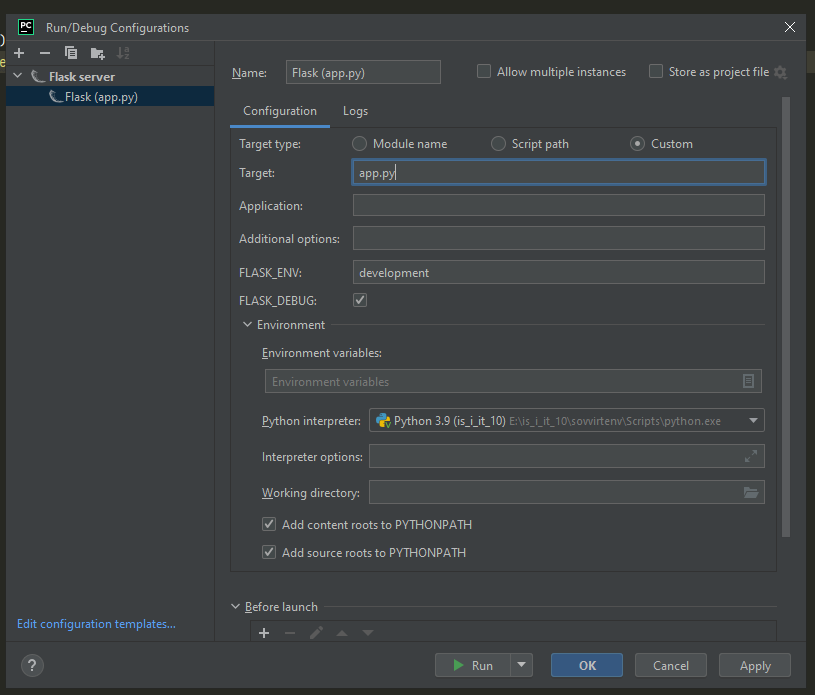 PC Run/Debug Configurations
Flask server
Flask (app.py)
Name: Flask (app.py) Allow multiple instances Store as project file
Configuration Logs
Target type: Module name Script path Custom
Target: app.py
Application:
Additional options:
FLASK_ENV: development
FLASK_DEBUG:
Environment
Environment variables:
Environment variables
Python interpreter: Python 3.9 (is_i_it_10) E:\is_i_it_10\sovvirtenv\Scripts\python.exe
Interpreter options:
Working directory:
Add content roots to PYTHONPATH
Add source roots to PYTHONPATH
Before launch
Edit configuration templates...
? Run OK Cancel Apply